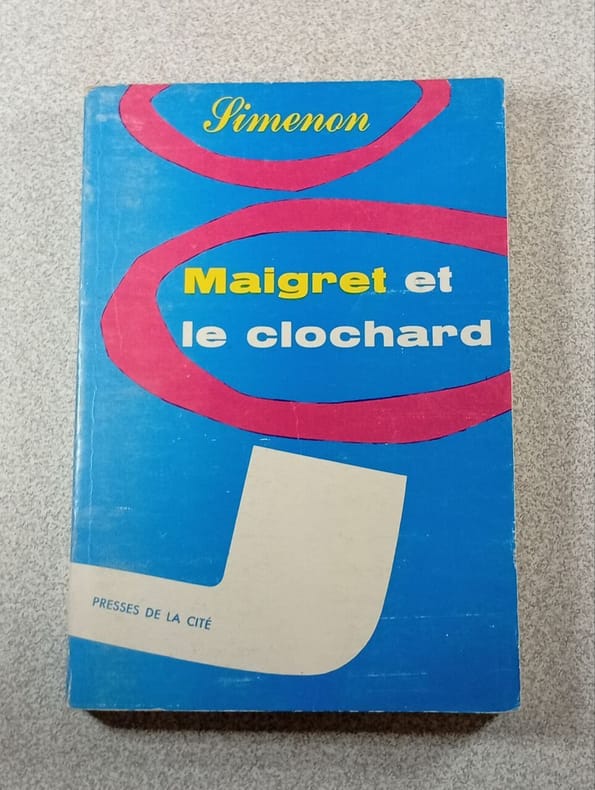 Simenon
Maigret et
le clochard
PRESSES DE LA CITÉ